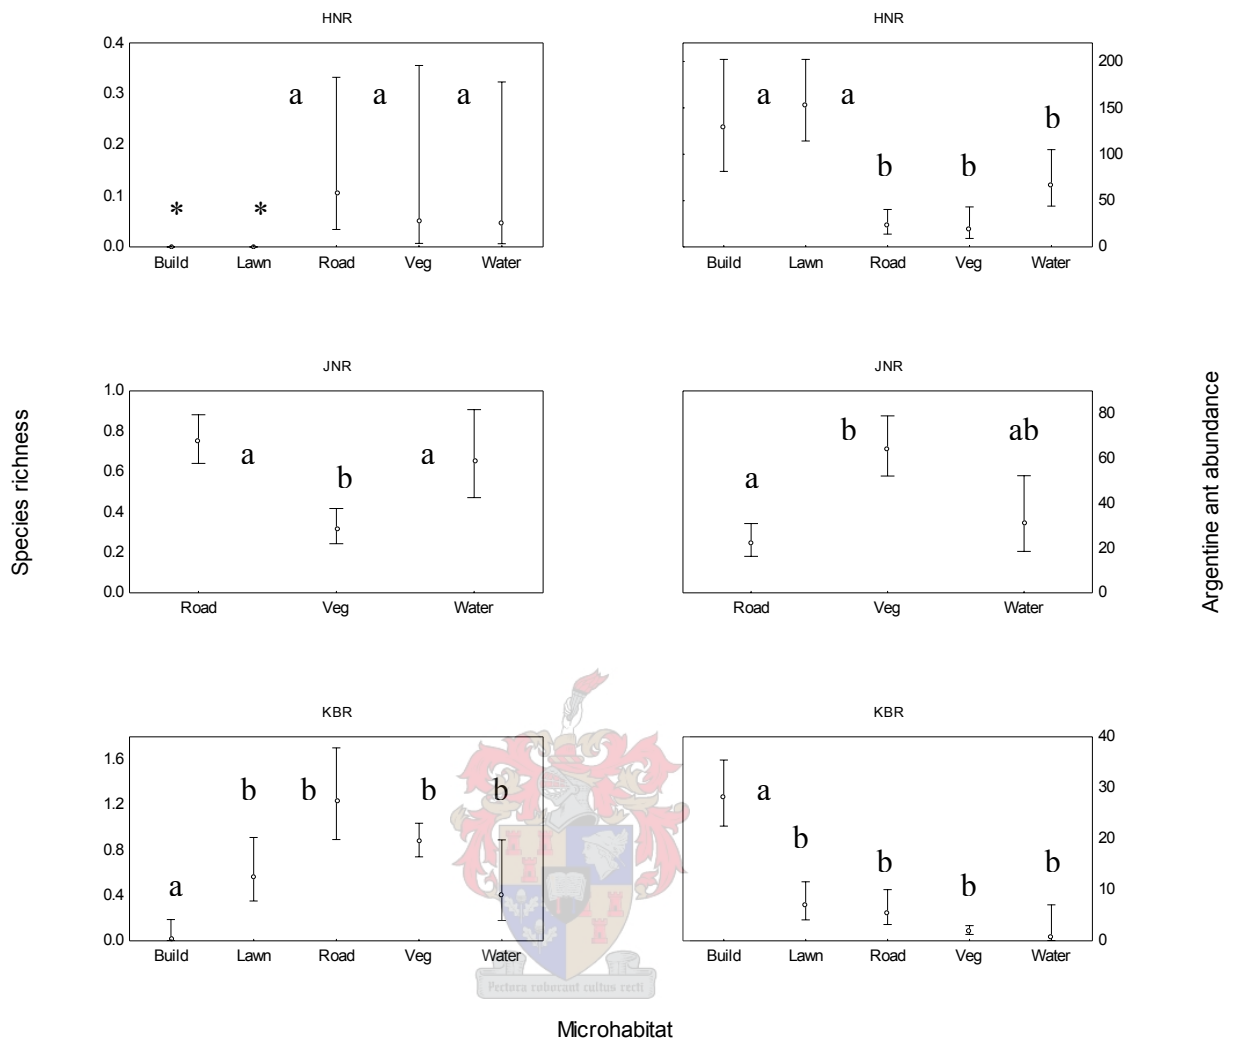 HNR
0.4
0.3
0.2
0.1
0.0
a a a
* *
Build Lawn Road Veg Water
HNR
200
150
100
50
0
a a b b b
Build Lawn Road Veg Water
Species richness
JNR
1.0
0.8
0.6
0.4
0.2
0.0
a b a
Road Veg Water
JNR
80
60
40
20
0
a b ab
Road Veg Water
Argentine ant abundance
KBR
1.6
1.2
0.8
0.4
0.0
a b b b b
Build Lawn Road Veg Water
KBR
40
30
20
10
0
a b b b b
Build Lawn Road Veg Water
Pectora roborant cultus recti
Microhabitat